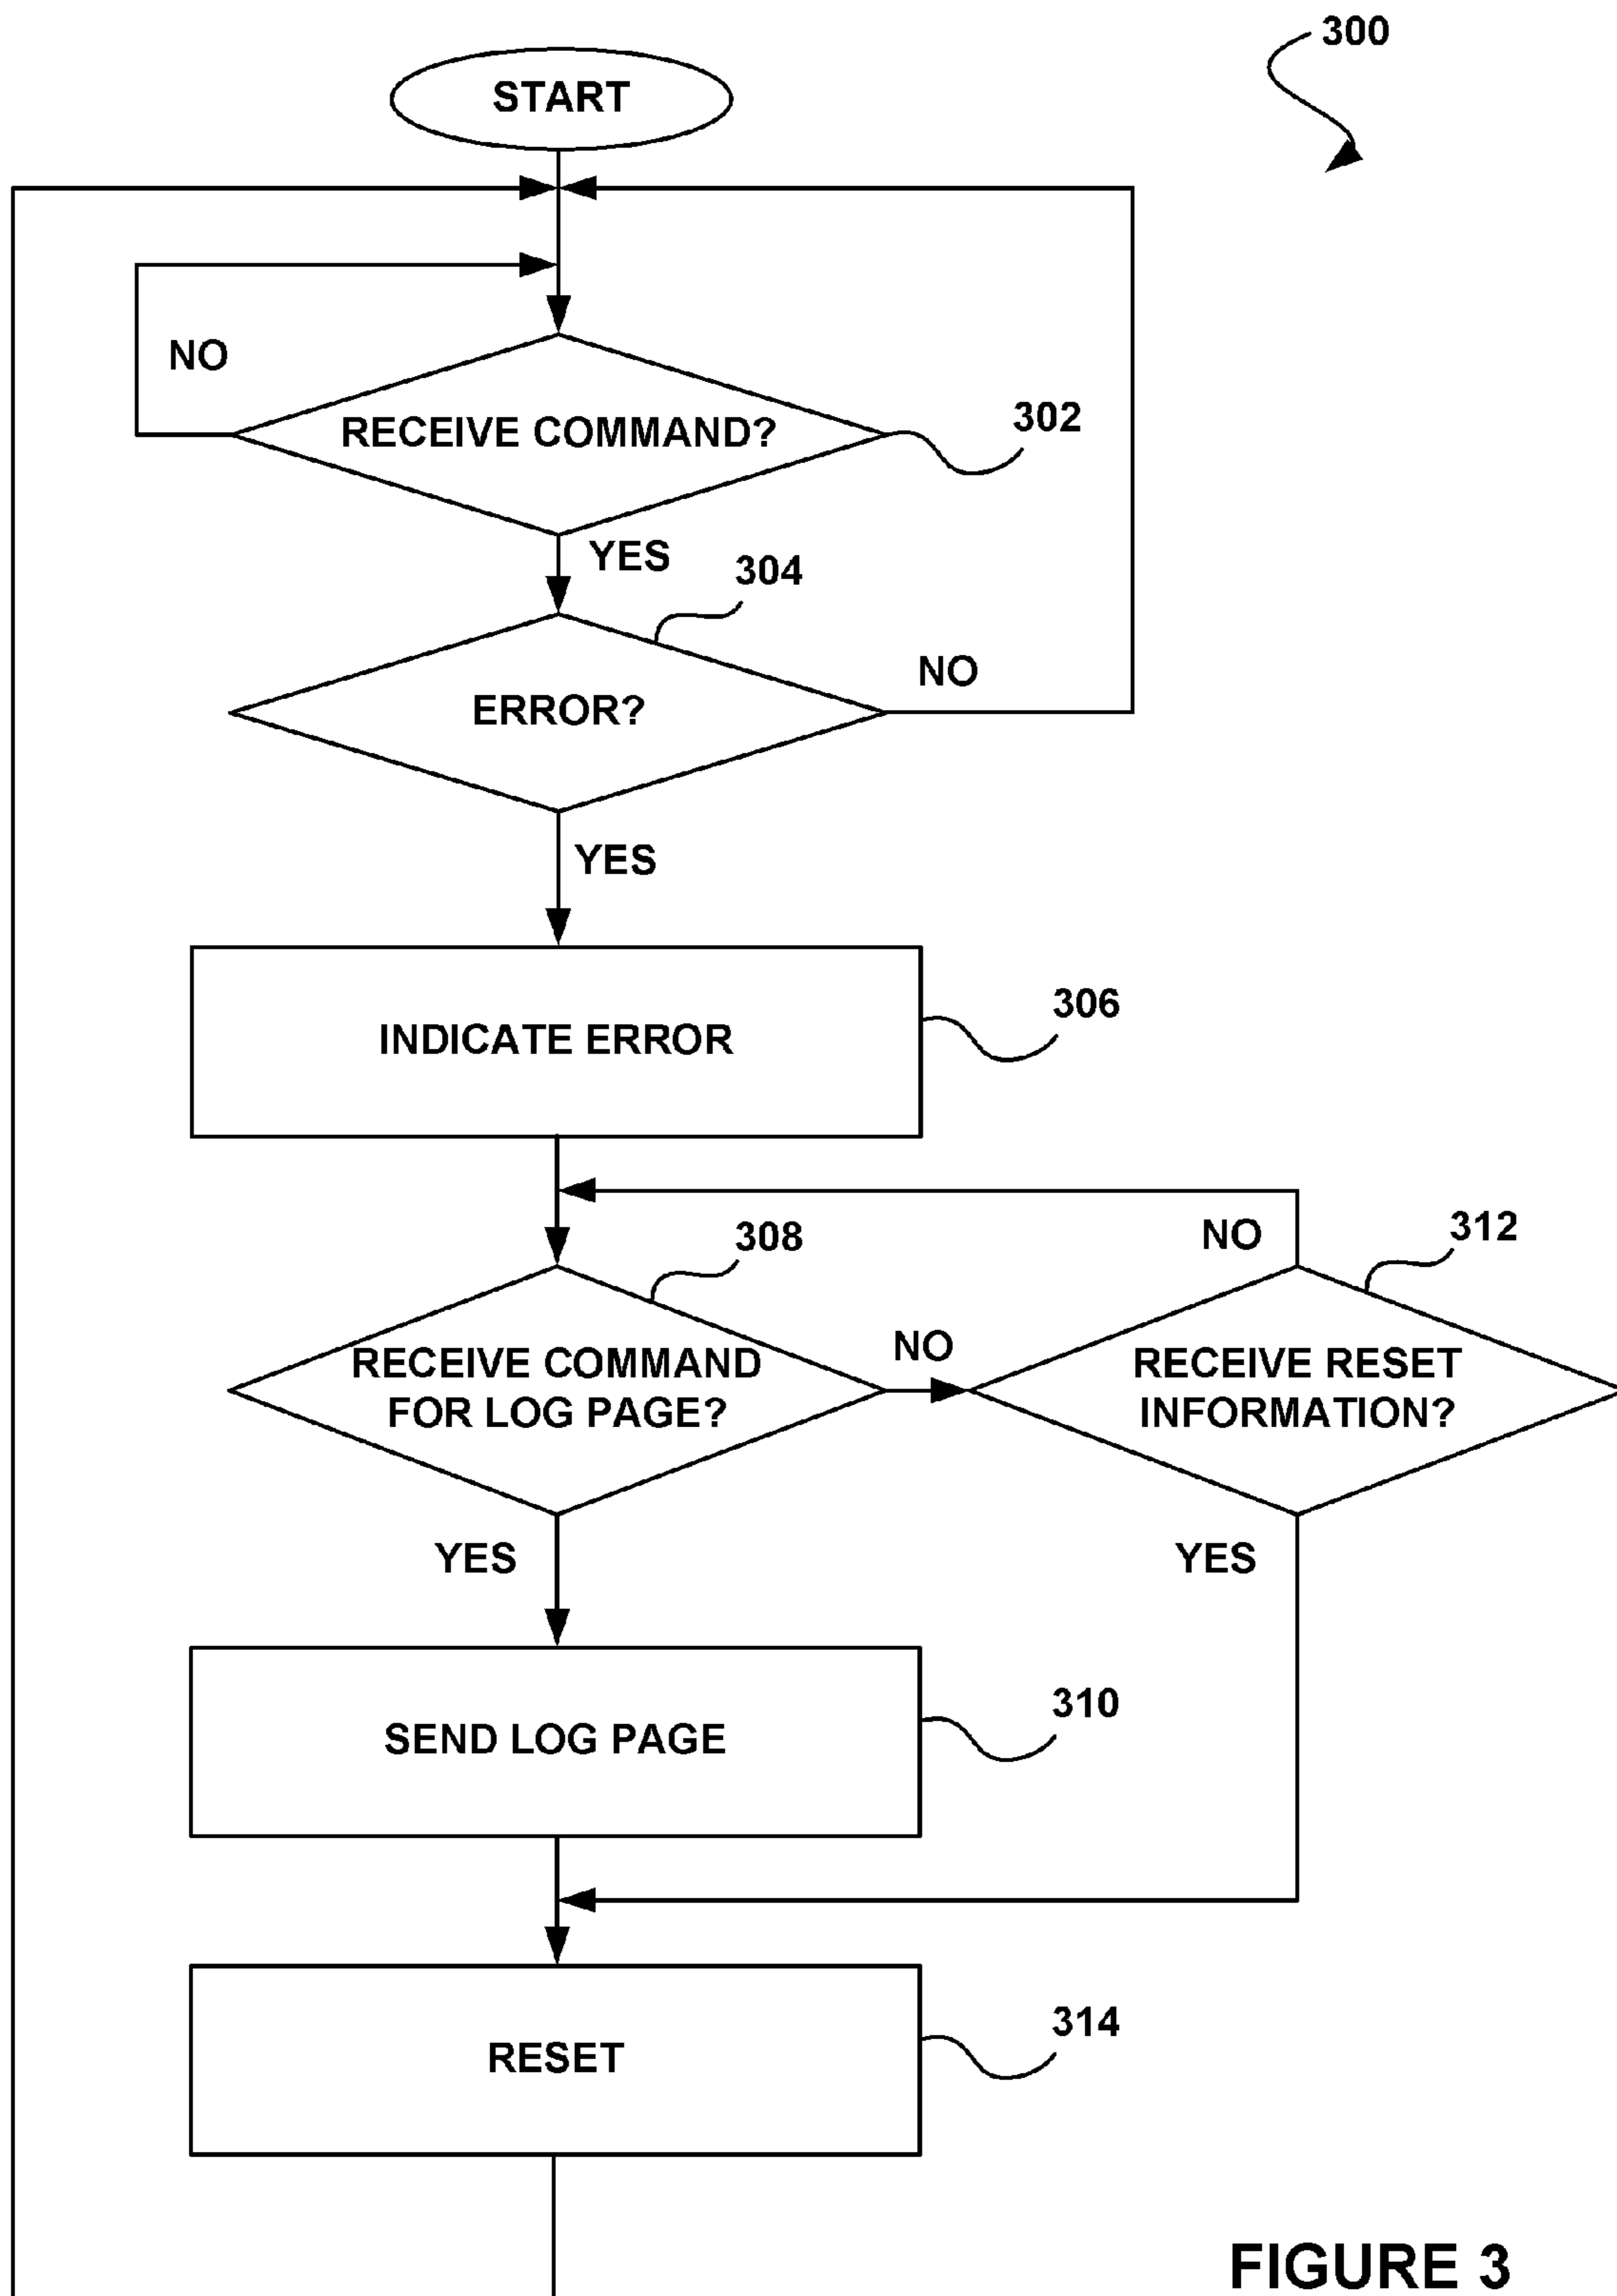 300
START
NO
RECEIVE COMMAND?
302
YES
304
ERROR?
NO
YES
INDICATE ERROR
306
308
NO
312
RECEIVE COMMAND
FOR LOG PAGE?
NO
RECEIVE RESET
INFORMATION?
YES
YES
SEND LOG PAGE
310
RESET
314
FIGURE 3